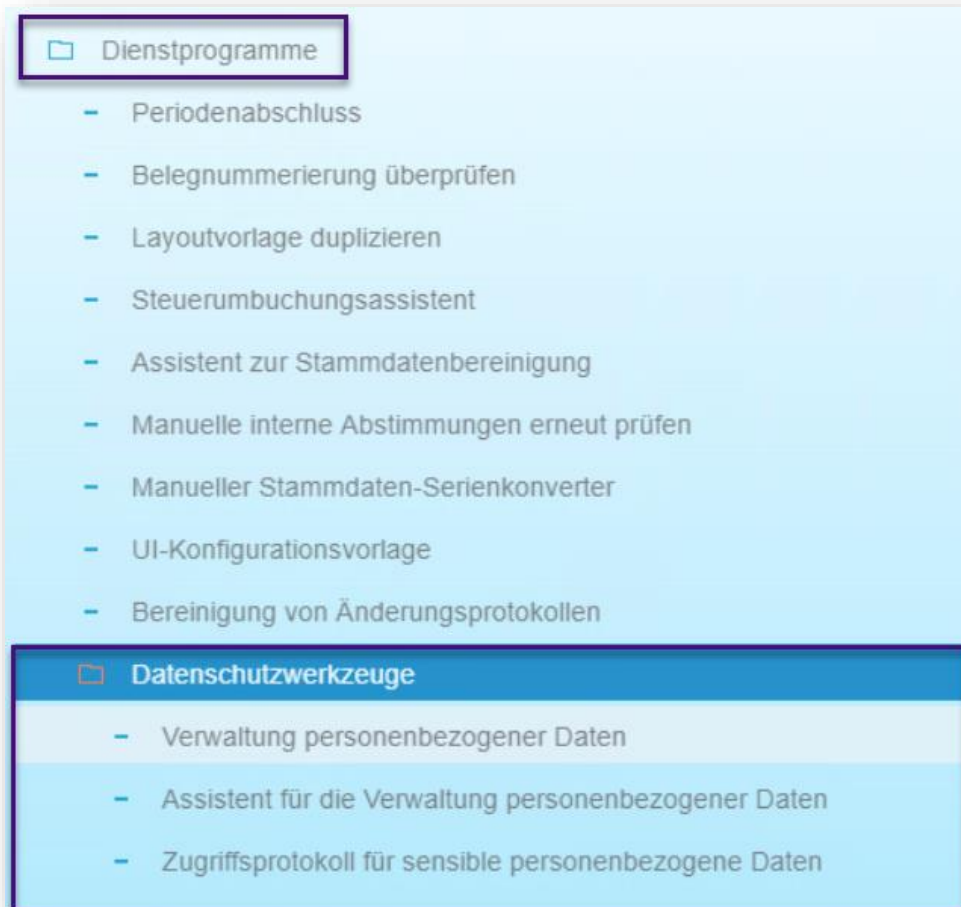 Dienstprogramme
- Periodenabschluss
- Belegnummerierung überprüfen
- Layoutvorlage duplizieren
- Steuerumbuchungsassistent
- Assistent zur Stammdatenbereinigung
- Manuelle interne Abstimmungen erneut prüfen
- Manueller Stammdaten-Serienkonverter
- UI-Konfigurationsvorlage
- Bereinigung von Änderungsprotokollen
Datenschutzwerkzeuge
- Verwaltung personenbezogener Daten
- Assistent für die Verwaltung personenbezogener Daten
- Zugriffsprotokoll für sensible personenbezogene Daten